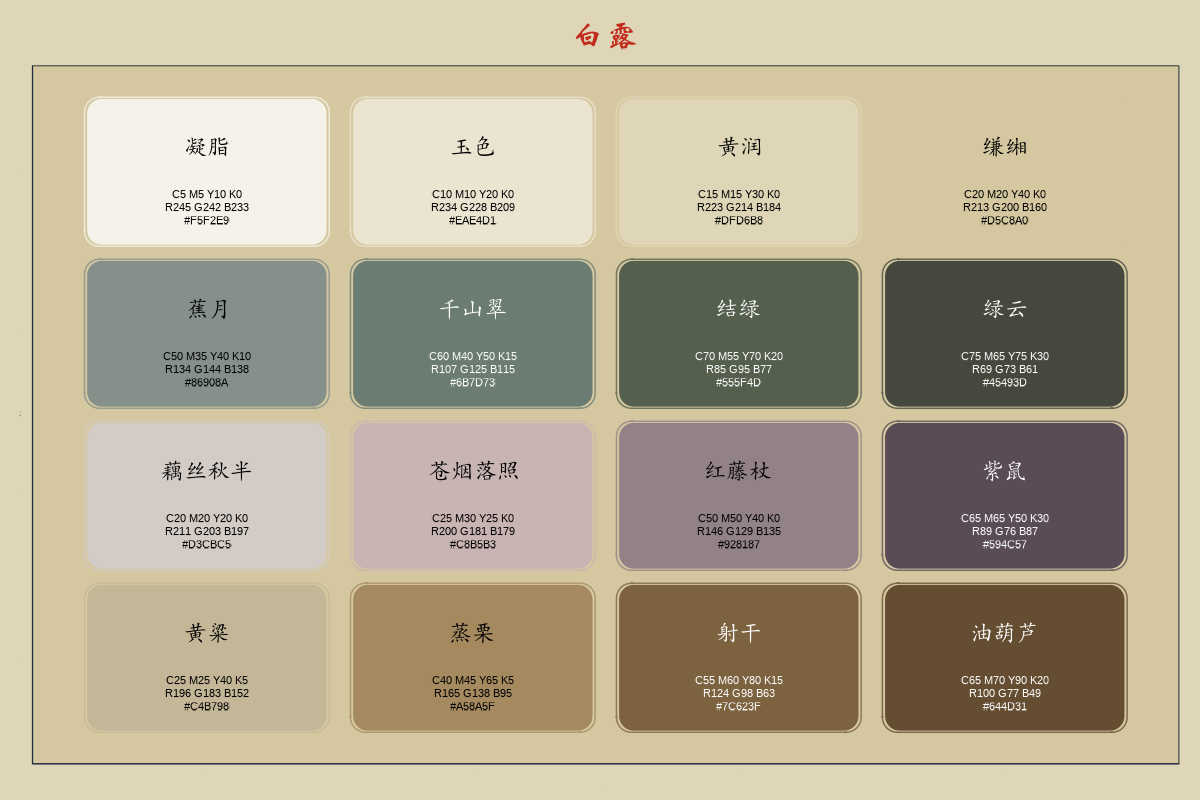 白露
凝脂
C5 M5 Y10 K0
R245 G242 B233
#F5F2E9
玉色
C10 M10 Y20 K0
R234 G228 B209
#EAE4D1
黄润
C15 M15 Y30 K0
R223 G214 B184
#DFD6B8
缣缃
C20 M20 Y40 K0
R213 G200 B160
#D5C8A0
蕉月
C50 M35 Y40 K10
R134 G144 B138
#86908A
千山翠
C60 M40 Y50 K15
R107 G125 B115
#6B7D73
结绿
C70 M55 Y70 K20
R85 G95 B77
#555F4D
绿云
C75 M65 Y75 K30
R69 G73 B61
#45493D
藕丝秋半
C20 M20 Y20 K0
R211 G203 B197
#D3CBC5
苍烟落照
C25 M30 Y25 K0
R200 G181 B179
#C8B5B3
红藤杖
C50 M50 Y40 K0
R146 G129 B135
#928187
紫鼠
C65 M65 Y50 K30
R89 G76 B87
#594C57
黄粱
C25 M25 Y40 K5
R196 G183 B152
#C4B798
蒸栗
C40 M45 Y65 K5
R165 G138 B95
#A58A5F
射干
C55 M60 Y80 K15
R124 G98 B63
#7C623F
油葫芦
C65 M70 Y90 K20
R100 G77 B49
#644D31